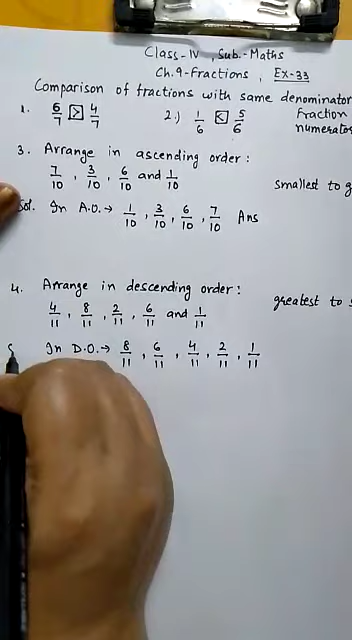 Class-IV, Sub.-Maths
Ch.9-Fractions, Ex-33
Comparison of fractions with same denominator
1. 6/7 > 4/7 2.) 1/6 < 5/6 fraction
numerator
3. Arrange in ascending order:
7/10, 3/10, 6/10 and 1/10
smallest to g
Sol. In A.O.→ 1/10, 3/10, 6/10, 7/10 Ans
4. Arrange in descending order:
4/11, 8/11, 2/11, 6/11 and 1/11 greatest to s
S In D.O.→ 8/11, 6/11, 4/11, 2/11, 1/11